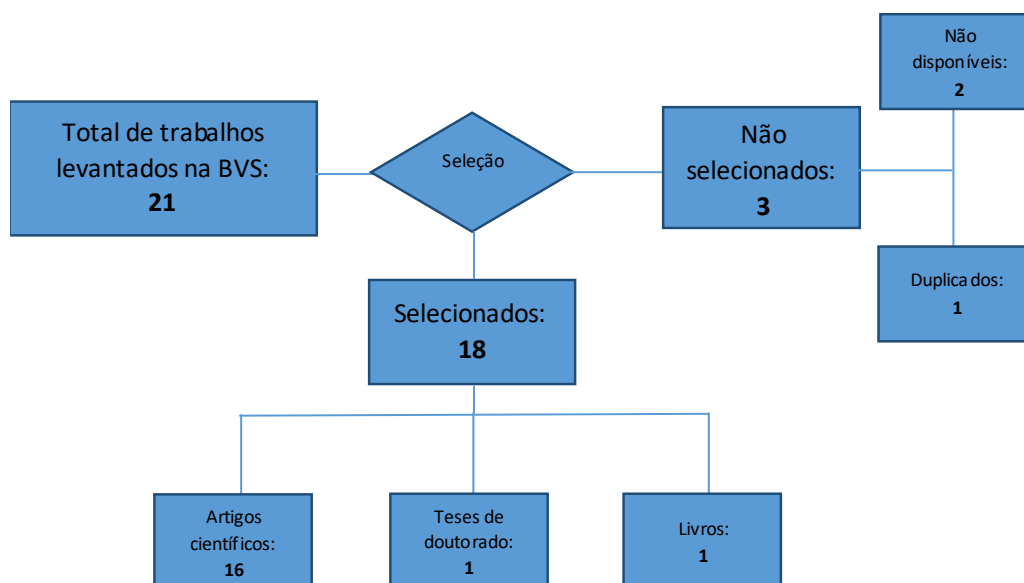 Total de trabalhos
levantados na BVS:
21
Seleção
Não
selecionados:
3
Não
disponíveis:
2
Duplicados:
1
Selecionados:
18
Artigos
científicos:
16
Teses de
doutorado:
1
Livros:
1